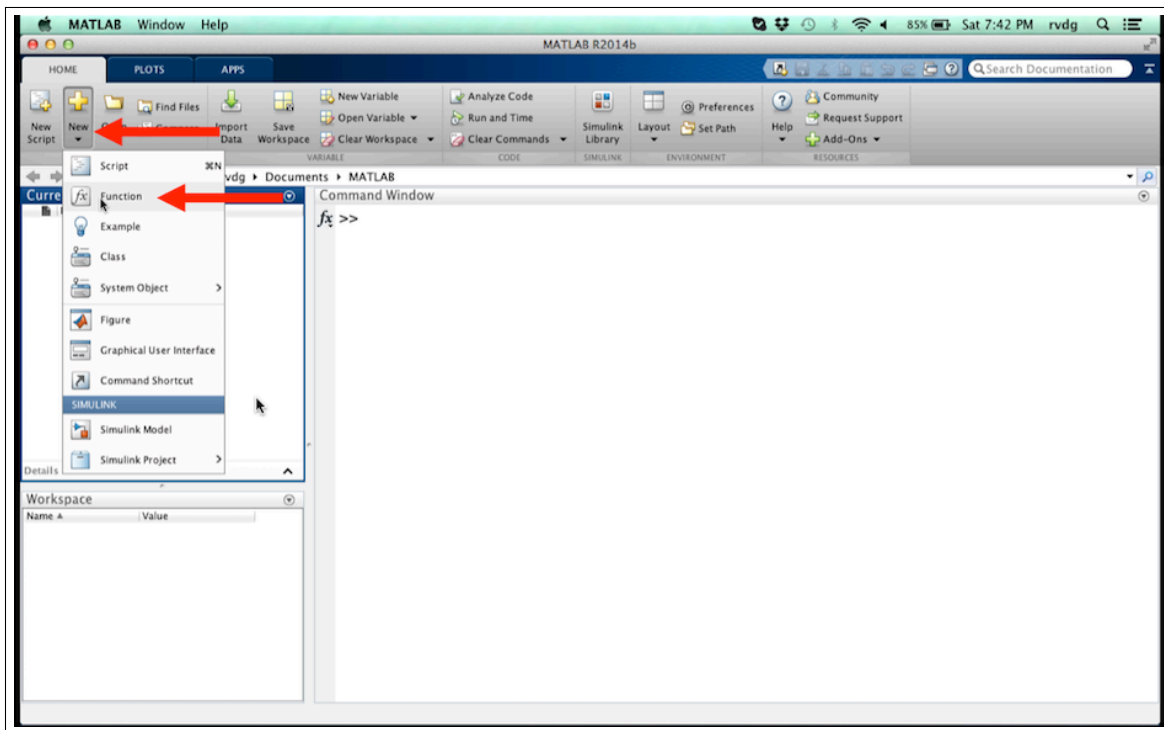 MATLAB Window Help
85% Sat 7:42 PM rvdg
MATLAB R2014b
HOME PLOTS APPS
Search Documentation
New Script
New
Find Files
Import Data
Save Workspace
New Variable
Open Variable
Clear Workspace
Analyze Code
Run and Time
Clear Commands
Simulink Library
Layout
Preferences
Set Path
Help
Community
Request Support
Add-Ons
VARIABLE CODE SIMULINK ENVIRONMENT RESOURCES
vdg ▸ Documents ▸ MATLAB
Curre
Script ⌘N
Function
Example
Class
System Object
Figure
Graphical User Interface
Command Shortcut
SIMULINK
Simulink Model
Simulink Project
Details
Command Window
fx >>
Workspace
Name Value